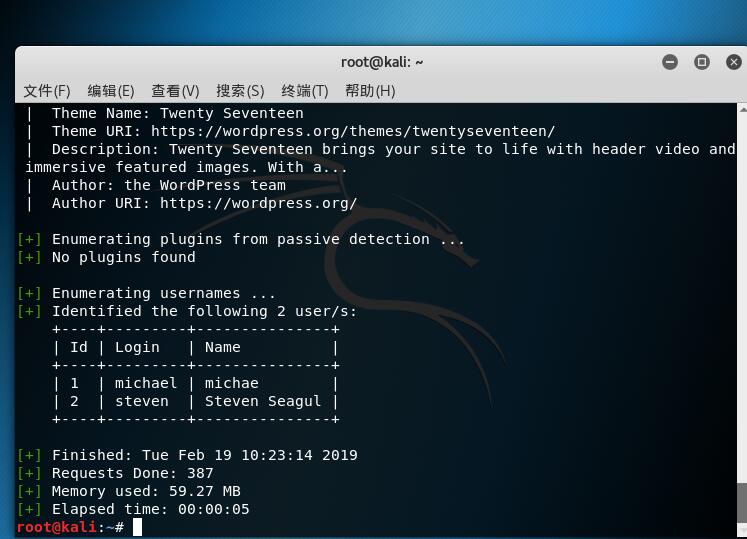 root@kali: ~
文件(F) 编辑(E) 查看(V) 搜索(S) 终端(T) 帮助(H)
| Theme Name: Twenty Seventeen
| Theme URI: https://wordpress.org/themes/twentyseventeen/
| Description: Twenty Seventeen brings your site to life with header video and
immersive featured images. With a...
| Author: the WordPress team
| Author URI: https://wordpress.org/
[+] Enumerating plugins from passive detection ...
[+] No plugins found
[+] Enumerating usernames ...
[+] Identified the following 2 user/s:
+----+---------+---------------+
| Id | Login   | Name          |
+----+---------+---------------+
| 1  | michael | michae        |
| 2  | steven  | Steven Seagul |
+----+---------+---------------+
[+] Finished: Tue Feb 19 10:23:14 2019
[+] Requests Done: 387
[+] Memory used: 59.27 MB
[+] Elapsed time: 00:00:05
root@kali:~#